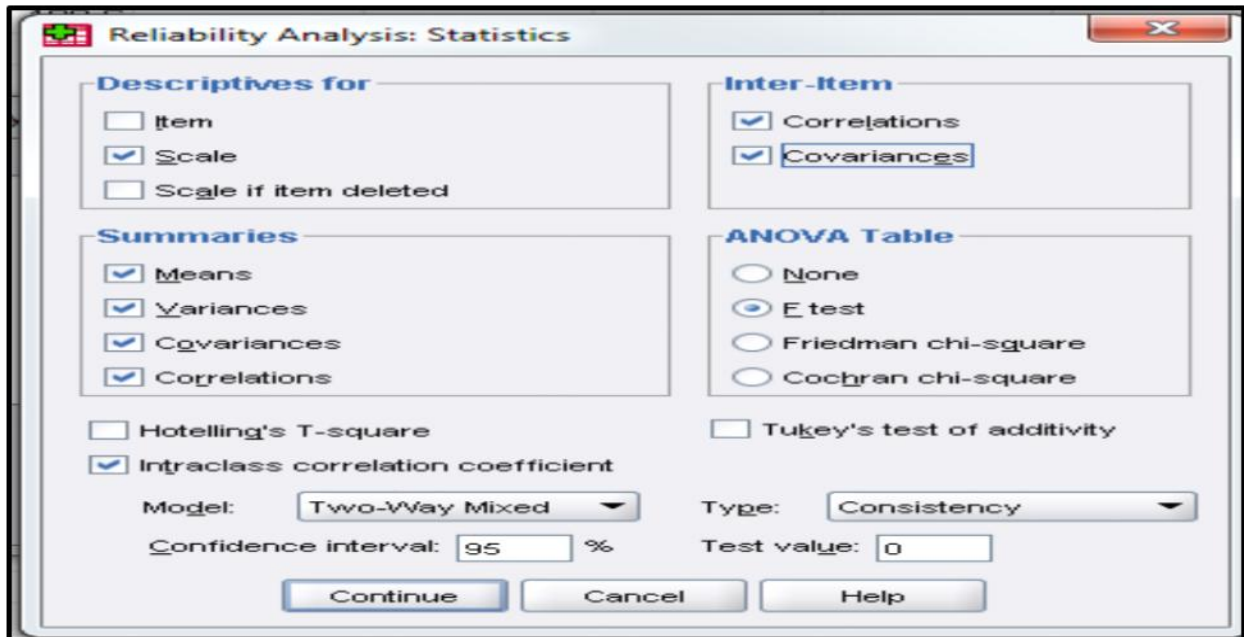 Reliability Analysis: Statistics
Descriptives for
Item
Scale
Scale if item deleted
Inter-Item
Correlations
Covariances
Summaries
Means
Variances
Covariances
Correlations
ANOVA Table
None
F test
Friedman chi-square
Cochran chi-square
Hotelling's T-square
Tukey's test of additivity
Intraclass correlation coefficient
Model: Two-Way Mixed Type: Consistency
Confidence interval: 95 % Test value: 0
Continue Cancel Help